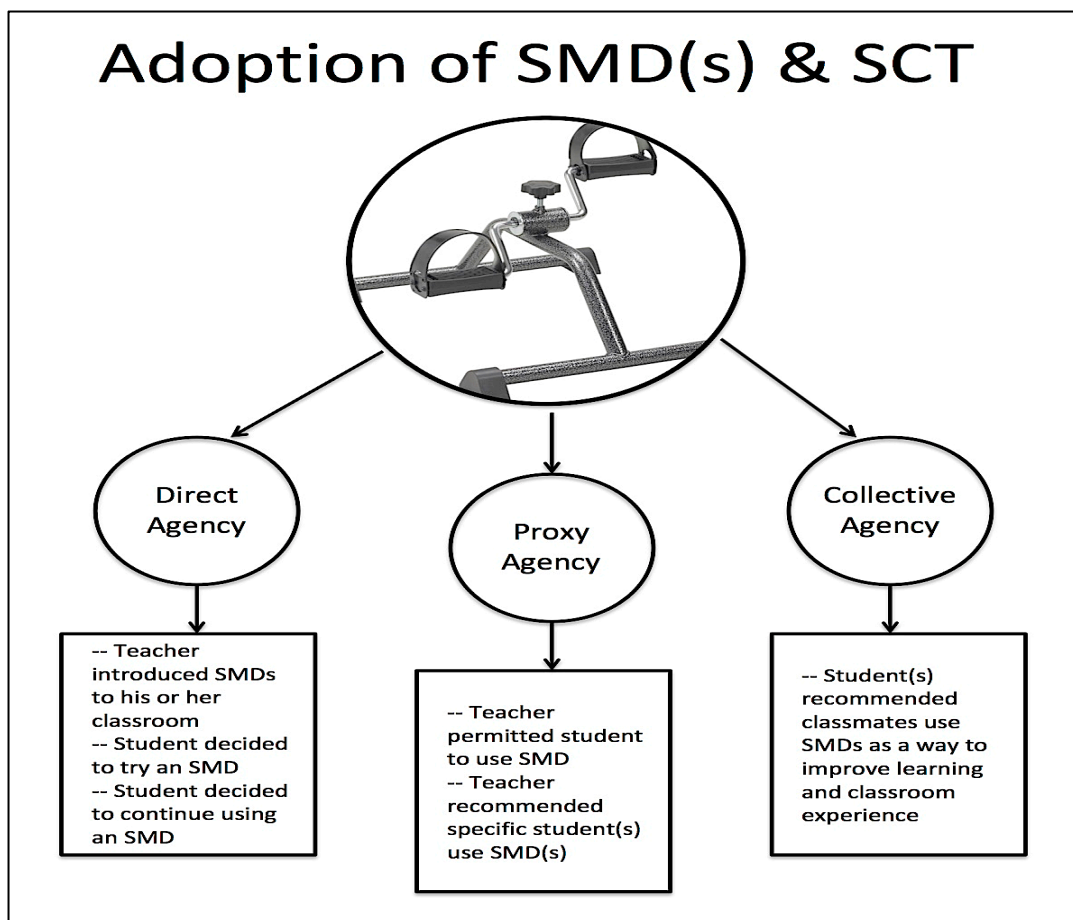 Adoption of SMD(s) & SCT
Direct
Agency
Proxy
Agency
Collective
Agency
-- Teacher
introduced SMDs
to his or her
classroom
-- Student decided
to try an SMD
-- Student decided
to continue using
an SMD
-- Teacher
permitted student
to use SMD
-- Teacher
recommended
specific student(s)
use SMD(s)
-- Student(s)
recommended
classmates use
SMDs as a way to
improve learning
and classroom
experience